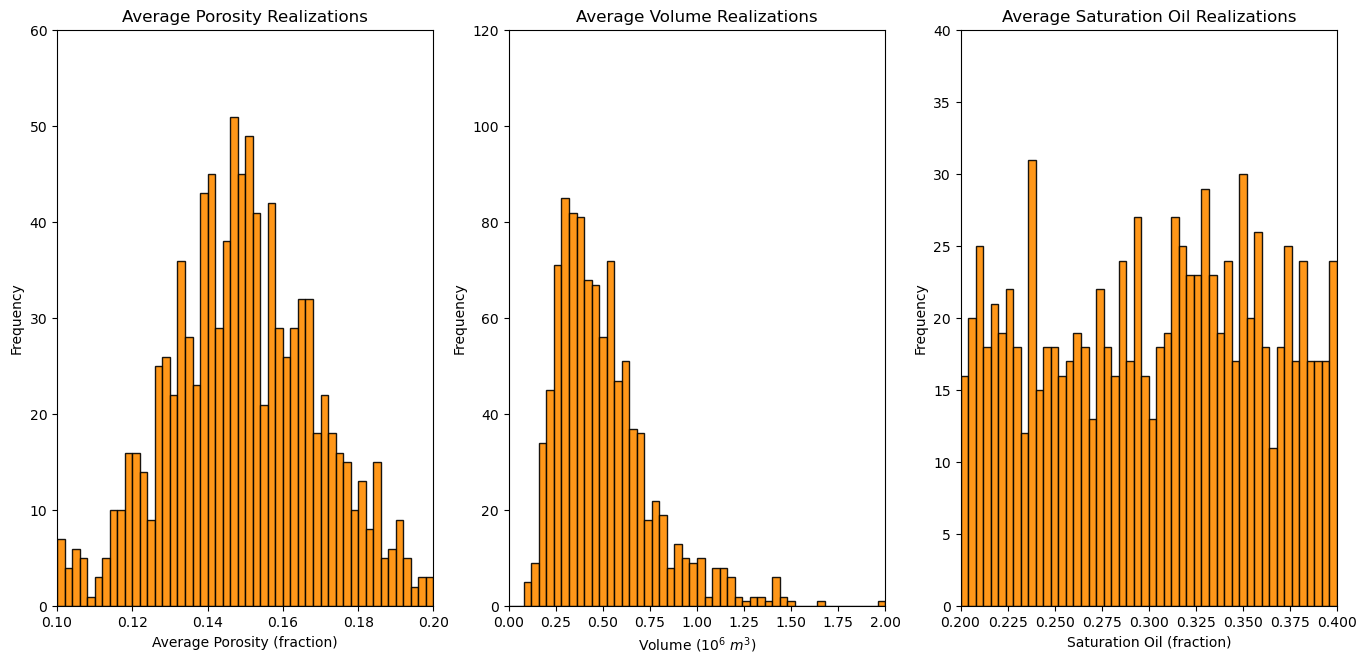 Average Porosity Realizations
60
50
40
30
20
10
0
Frequency
0.10 0.12 0.14 0.16 0.18 0.20
Average Porosity (fraction)
Average Volume Realizations
120
100
80
60
40
20
0
Frequency
0.00 0.25 0.50 0.75 1.00 1.25 1.50 1.75 2.00
Volume (10⁶ m³)
Average Saturation Oil Realizations
40
35
30
25
20
15
10
5
0
Frequency
0.200 0.225 0.250 0.275 0.300 0.325 0.350 0.375 0.400
Saturation Oil (fraction)